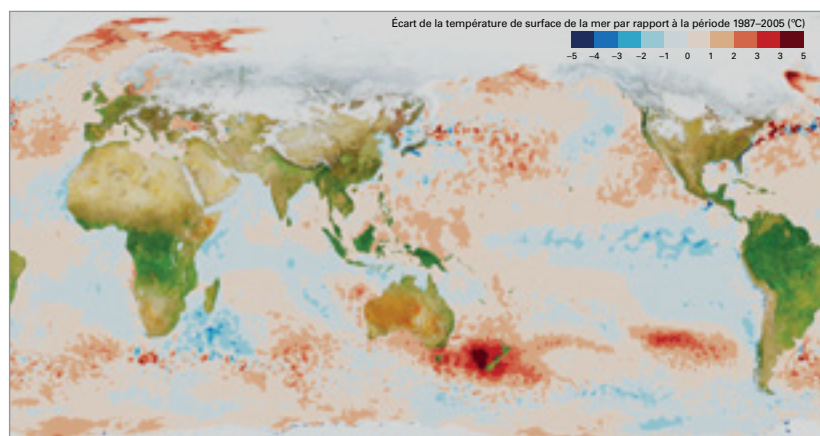 Écart de la température de surface de la mer par rapport à la période 1987–2005 (°C)
–5 –4 –3 –2 –1 0 1 2 3 3 5